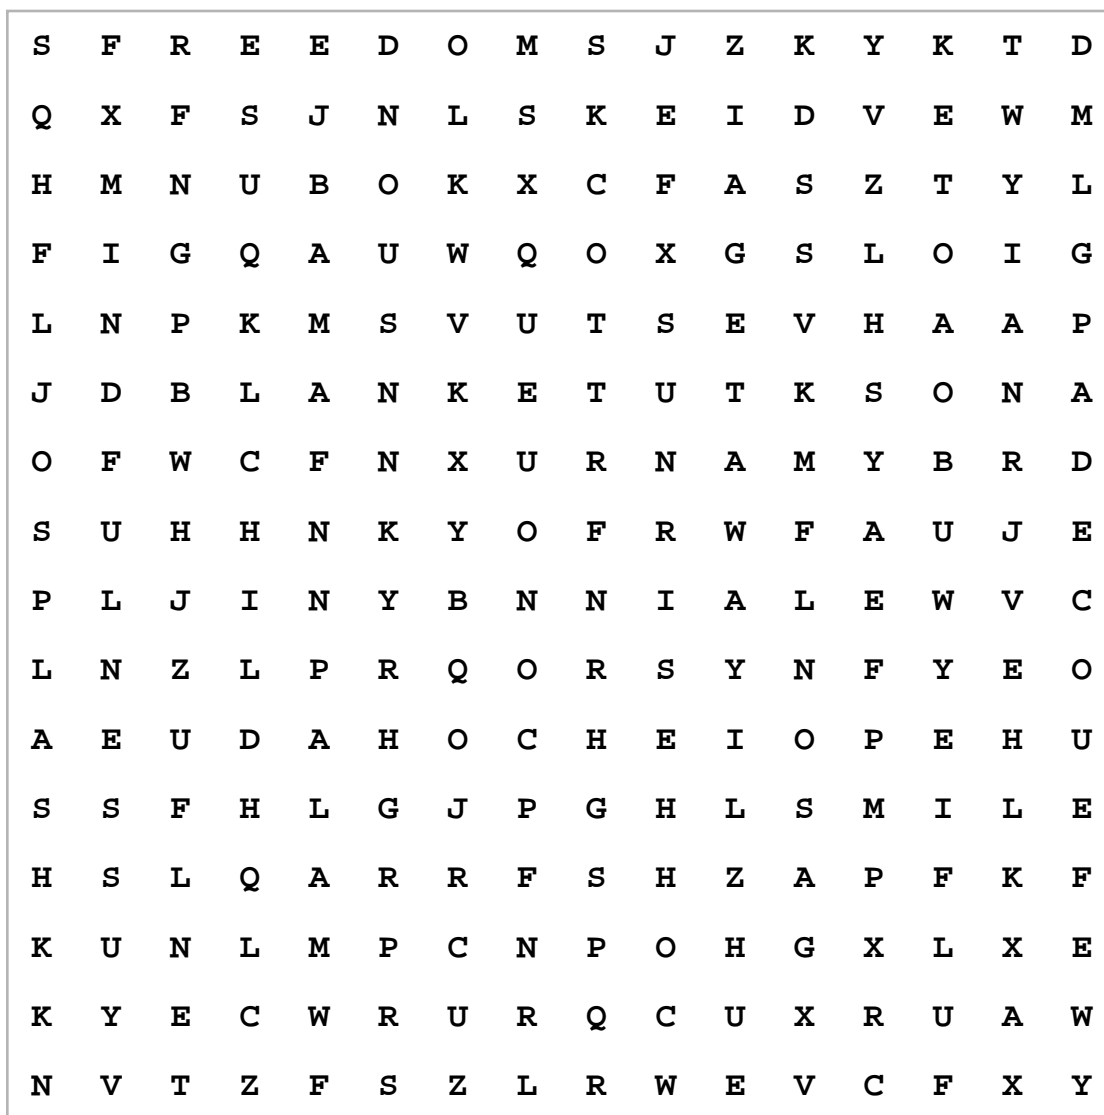 S F R E E D O M S J Z K Y K T D
Q X F S J N L S K E I D V E W M
H M N U B O K X C F A S Z T Y L
F I G Q A U W Q O X G S L O I G
L N P K M S V U T S E V H A A P
J D B L A N K E T U T K S O N A
O F W C F N X U R N A M Y B R D
S U H H N K Y O F R W F A U J E
P L J I N Y B N N I A L E W V C
L N Z L P R Q O R S Y N F Y E O
A E U D A H O C H E I O P E H U
S S F H L G J P G H L S M I L E
H S L Q A R R F S H Z A P F K F
K U N L M P C N P O H G X L X E
K Y E C W R U R Q C U X R U A W
N V T Z F S Z L R W E V C F X Y